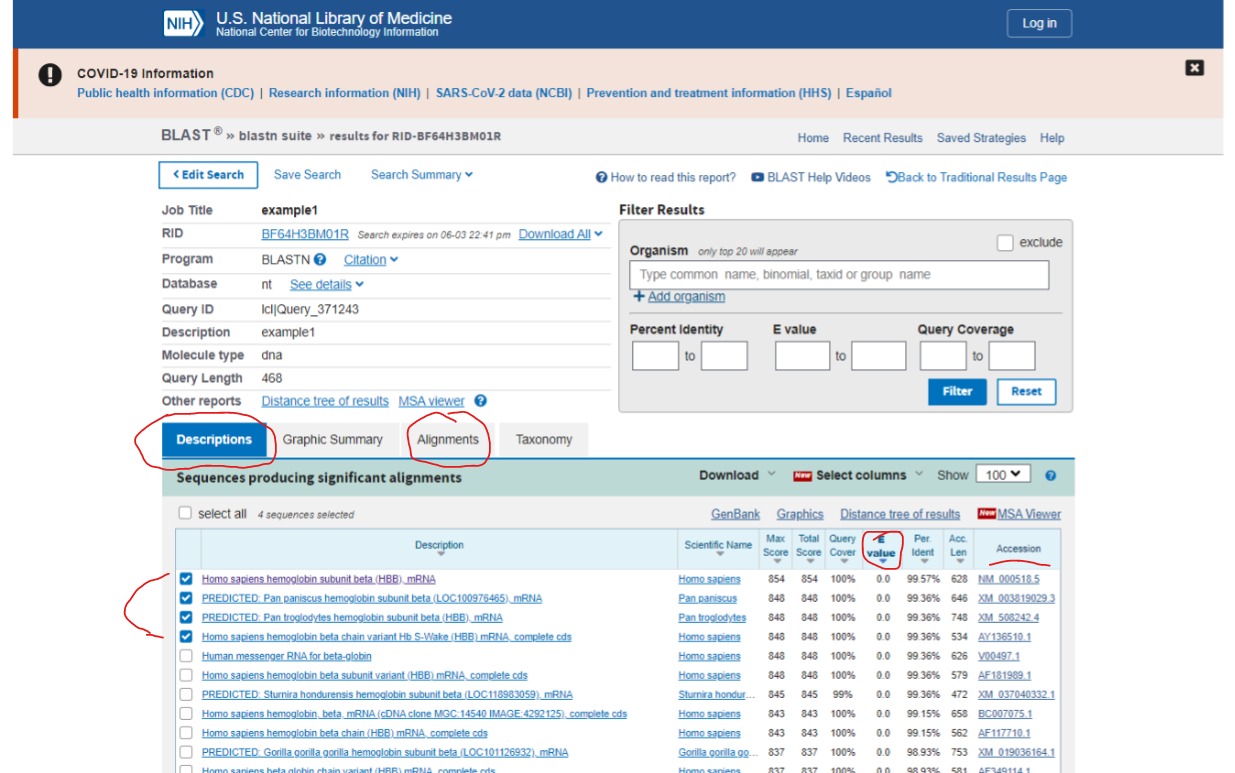 NIH U.S. National Library of Medicine
National Center for Biotechnology Information
Log in
COVID-19 Information
Public health information (CDC) | Research information (NIH) | SARS-CoV-2 data (NCBI) | Prevention and treatment information (HHS) | Español
BLAST ® » blastn suite » results for RID-BF64H3BM01R
Home Recent Results Saved Strategies Help
< Edit Search Save Search Search Summary
How to read this report? BLAST Help Videos Back to Traditional Results Page
Job Title example1
RID BF64H3BM01R Search expires on 06-03 22:41 pm Download All
Program BLASTN ? Citation
Database nt See details
Query ID lcl|Query_371243
Description example1
Molecule type dna
Query Length 468
Other reports Distance tree of results MSA viewer ?
Filter Results
Organism only top 20 will appear exclude
Type common name, binomial, taxid or group name
+ Add organism
Percent Identity E value Query Coverage
to to to
Filter Reset
Descriptions Graphic Summary Alignments Taxonomy
Sequences producing significant alignments Download New Select columns Show 100 ?
select all 4 sequences selected GenBank Graphics Distance tree of results New MSA Viewer
Description Scientific Name Max Score Total Score Query Cover E value Per. Ident Acc. Len Accession
Homo sapiens hemoglobin subunit beta (HBB), mRNA Homo sapiens 854 854 100% 0.0 99.57% 628 NM_000518.5
PREDICTED: Pan paniscus hemoglobin subunit beta (LOC100976465), mRNA Pan paniscus 848 848 100% 0.0 99.36% 646 XM_003819029.3
PREDICTED: Pan troglodytes hemoglobin subunit beta (HBB), mRNA Pan troglodytes 848 848 100% 0.0 99.36% 748 XM_508242.4
Homo sapiens hemoglobin beta chain variant Hb S-Wake (HBB) mRNA, complete cds Homo sapiens 848 848 100% 0.0 99.36% 534 AY136510.1
Human messenger RNA for beta-globin Homo sapiens 848 848 100% 0.0 99.36% 626 V00497.1
Homo sapiens hemoglobin beta subunit variant (HBB) mRNA, complete cds Homo sapiens 848 848 100% 0.0 99.36% 579 AF181989.1
PREDICTED: Sturnira hondurensis hemoglobin subunit beta (LOC118983059), mRNA Sturnira hondur... 845 845 99% 0.0 99.36% 472 XM_037040332.1
Homo sapiens hemoglobin, beta, mRNA (cDNA clone MGC:14540 IMAGE:4292125), complete cds Homo sapiens 843 843 100% 0.0 99.15% 658 BC007075.1
Homo sapiens hemoglobin beta chain (HBB) mRNA, complete cds Homo sapiens 843 843 100% 0.0 99.15% 562 AF117710.1
PREDICTED: Gorilla gorilla gorilla hemoglobin subunit beta (LOC101126932), mRNA Gorilla gorilla go... 837 837 100% 0.0 98.93% 753 XM_019036164.1
Homo sapiens beta globin chain variant (HBB) mRNA, complete cds Homo sapiens 837 837 100% 0.0 98.93% 581 AF349114.1